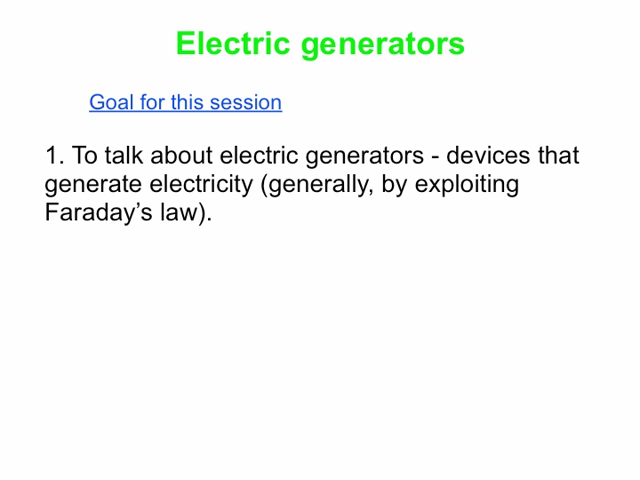 Electric generators
Goal for this session
1. To talk about electric generators - devices that
generate electricity (generally, by exploiting
Faraday’s law).